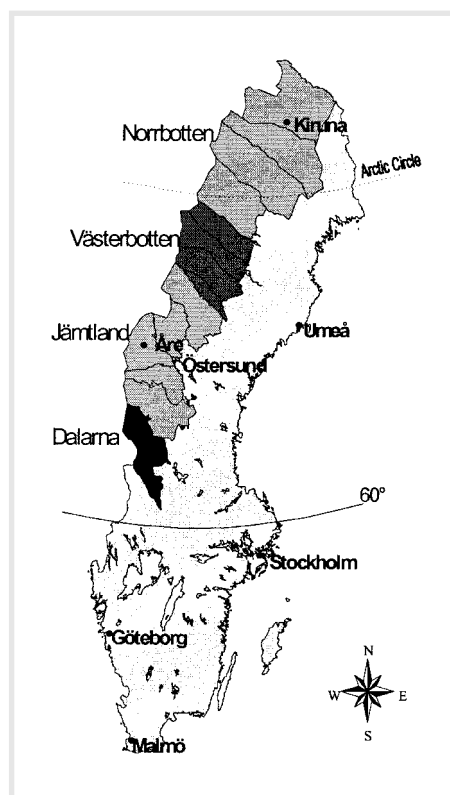 Kiruna
Norrbotten
Arctic Circle
Västerbotten
Jämtland
Åre
Umeå
Östersund
Dalarna
60°
Stockholm
Göteborg
N
W
E
S
Malmö